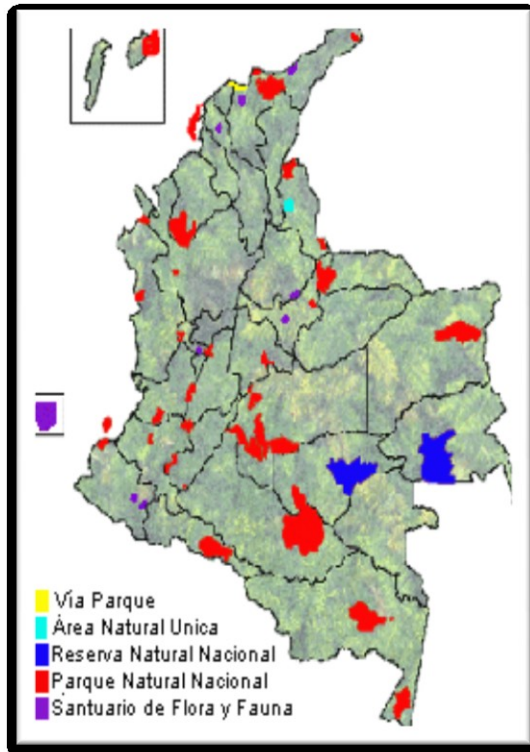 Vía Parque
Área Natural Unica
Reserva Natural Nacional
Parque Natural Nacional
Santuario de Flora y Fauna